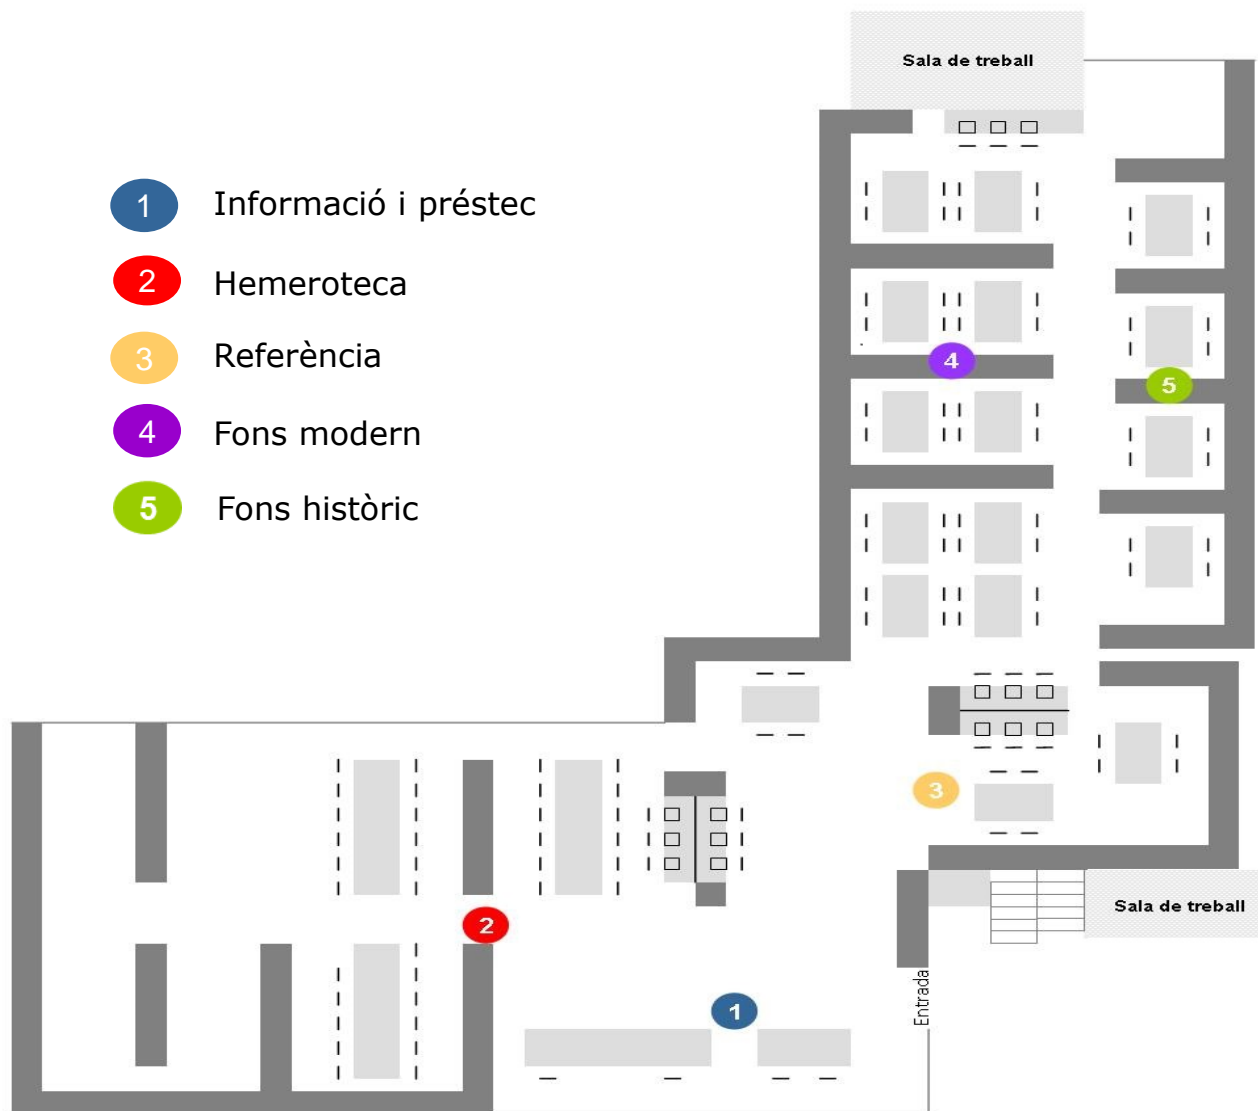 Sala de treball
1 Informació i préstec
2 Hemeroteca
3 Referència
4 Fons modern
5 Fons històric
4
5
3
Sala de treball
2
Entrada
1